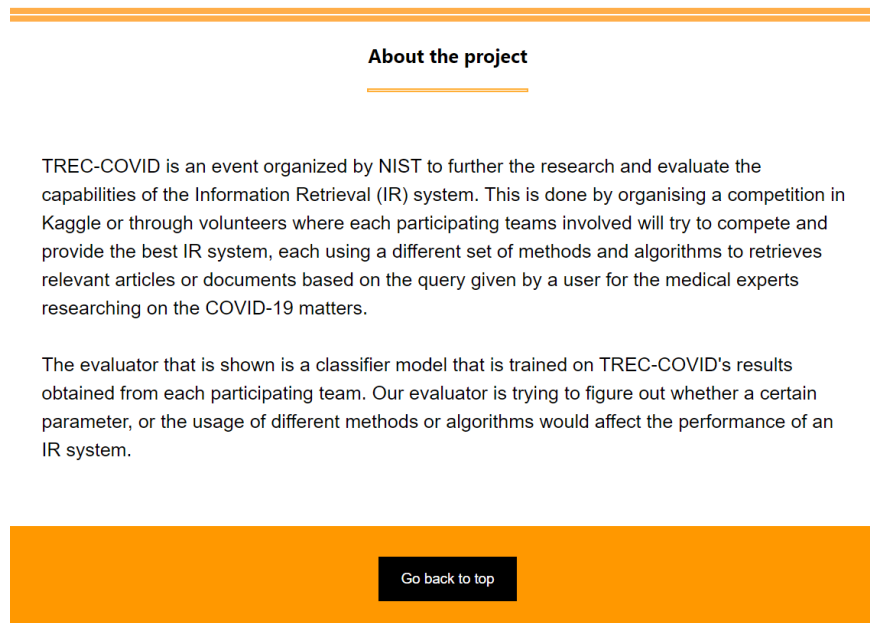 About the project
TREC-COVID is an event organized by NIST to further the research and evaluate the
capabilities of the Information Retrieval (IR) system. This is done by organising a competition in
Kaggle or through volunteers where each participating teams involved will try to compete and
provide the best IR system, each using a different set of methods and algorithms to retrieves
relevant articles or documents based on the query given by a user for the medical experts
researching on the COVID-19 matters.
The evaluator that is shown is a classifier model that is trained on TREC-COVID's results
obtained from each participating team. Our evaluator is trying to figure out whether a certain
parameter, or the usage of different methods or algorithms would affect the performance of an
IR system.
Go back to top